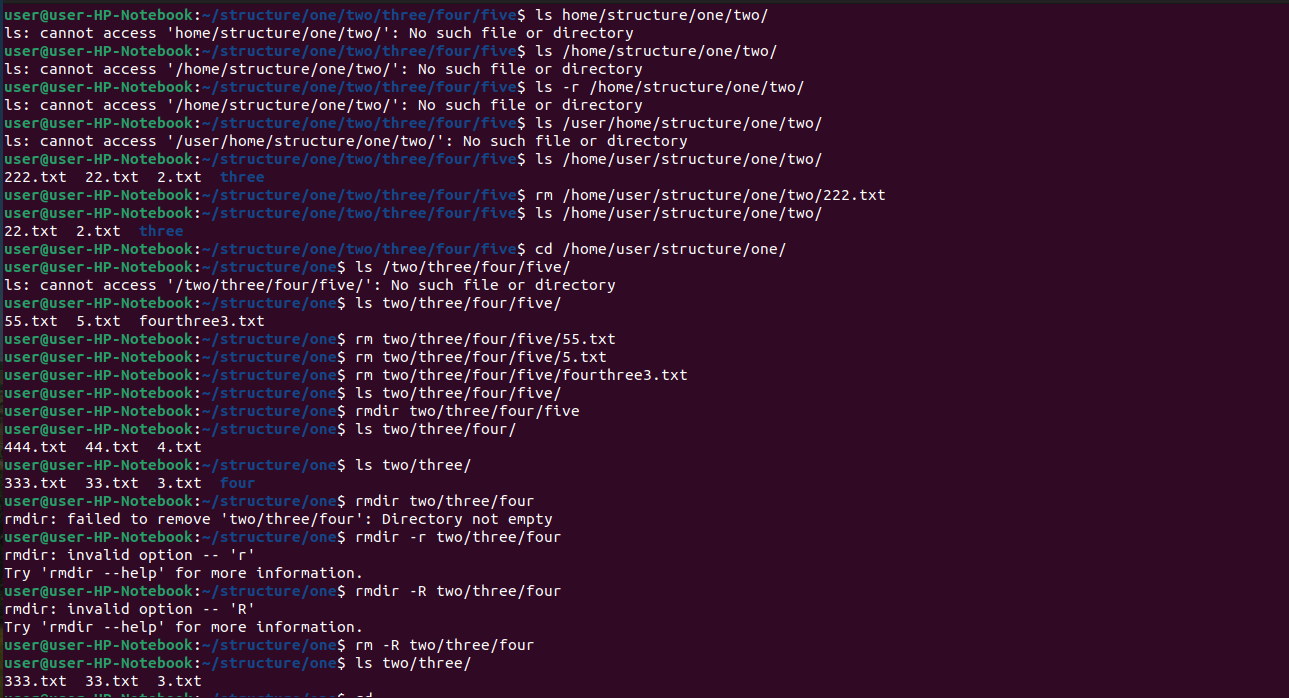 user@user-HP-Notebook:~/structure/one/two/three/four/five$ ls home/structure/one/two/
ls: cannot access 'home/structure/one/two/': No such file or directory
user@user-HP-Notebook:~/structure/one/two/three/four/five$ ls /home/structure/one/two/
ls: cannot access '/home/structure/one/two/': No such file or directory
user@user-HP-Notebook:~/structure/one/two/three/four/five$ ls -r /home/structure/one/two/
ls: cannot access '/home/structure/one/two/': No such file or directory
user@user-HP-Notebook:~/structure/one/two/three/four/five$ ls /user/home/structure/one/two/
ls: cannot access '/user/home/structure/one/two/': No such file or directory
user@user-HP-Notebook:~/structure/one/two/three/four/five$ ls /home/user/structure/one/two/
222.txt  22.txt  2.txt  three
user@user-HP-Notebook:~/structure/one/two/three/four/five$ rm /home/user/structure/one/two/222.txt
user@user-HP-Notebook:~/structure/one/two/three/four/five$ ls /home/user/structure/one/two/
22.txt  2.txt  three
user@user-HP-Notebook:~/structure/one/two/three/four/five$ cd /home/user/structure/one/
user@user-HP-Notebook:~/structure/one$ ls /two/three/four/five/
ls: cannot access '/two/three/four/five/': No such file or directory
user@user-HP-Notebook:~/structure/one$ ls two/three/four/five/
55.txt  5.txt  fourthree3.txt
user@user-HP-Notebook:~/structure/one$ rm two/three/four/five/55.txt
user@user-HP-Notebook:~/structure/one$ rm two/three/four/five/5.txt
user@user-HP-Notebook:~/structure/one$ rm two/three/four/five/fourthree3.txt
user@user-HP-Notebook:~/structure/one$ ls two/three/four/five/
user@user-HP-Notebook:~/structure/one$ rmdir two/three/four/five
user@user-HP-Notebook:~/structure/one$ ls two/three/four/
444.txt  44.txt  4.txt
user@user-HP-Notebook:~/structure/one$ ls two/three/
333.txt  33.txt  3.txt  four
user@user-HP-Notebook:~/structure/one$ rmdir two/three/four
rmdir: failed to remove 'two/three/four': Directory not empty
user@user-HP-Notebook:~/structure/one$ rmdir -r two/three/four
rmdir: invalid option -- 'r'
Try 'rmdir --help' for more information.
user@user-HP-Notebook:~/structure/one$ rmdir -R two/three/four
rmdir: invalid option -- 'R'
Try 'rmdir --help' for more information.
user@user-HP-Notebook:~/structure/one$ rm -R two/three/four
user@user-HP-Notebook:~/structure/one$ ls two/three/
333.txt  33.txt  3.txt